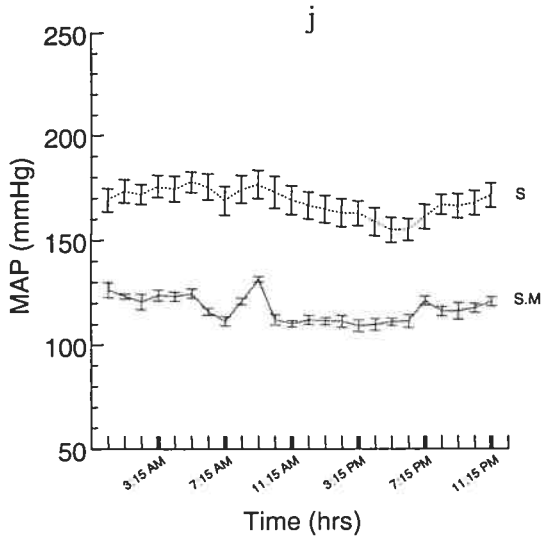 j
250
200
150
100
50
MAP (mmHg)
S
S.M
3.15 AM
7.15 AM
11.15 AM
3.15 PM
7.15 PM
11.15 PM
Time (hrs)